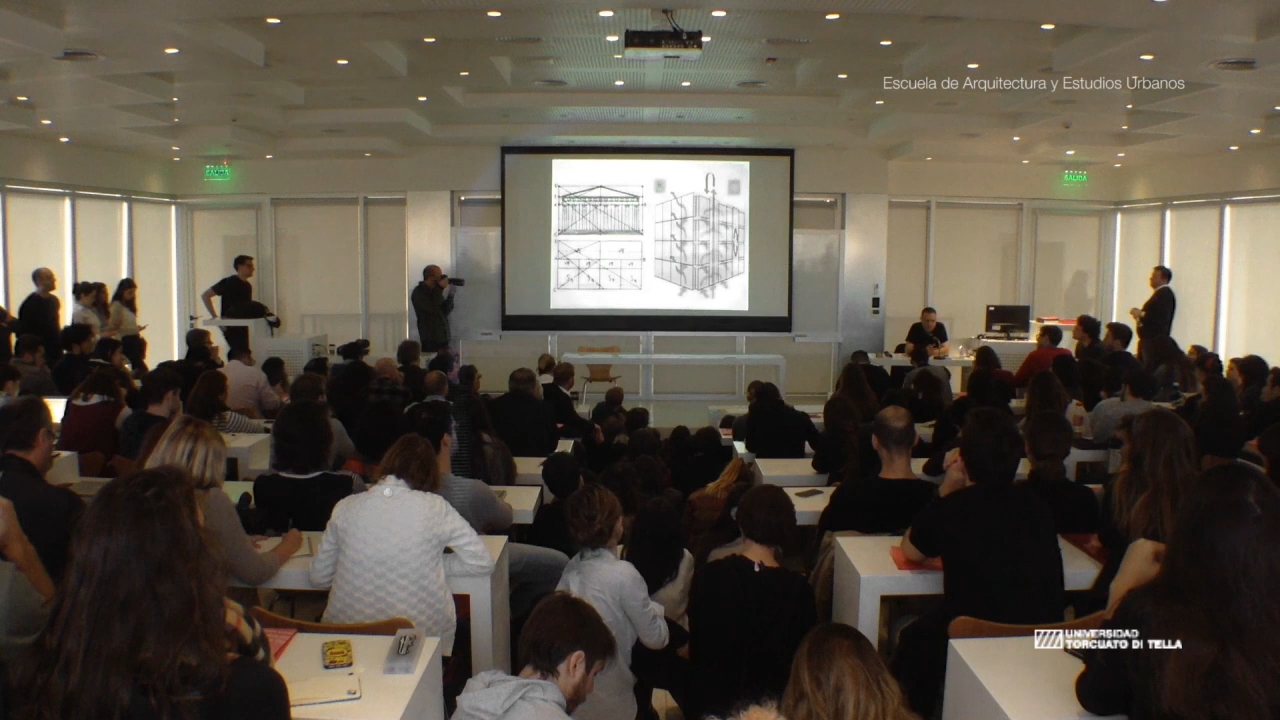 Escuela de Arquitectura y Estudios Urbanos
SALIDA
SALIDA
UNIVERSIDAD
TORCUATO DI TELLA